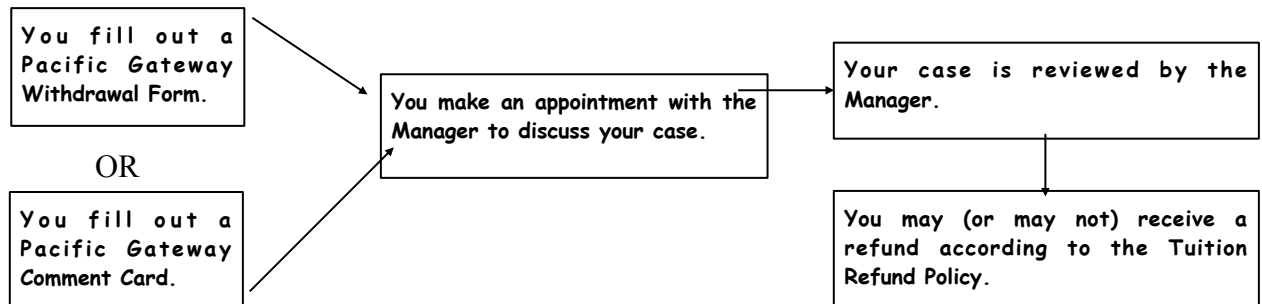 You fill out a
Pacific Gateway
Withdrawal Form.
OR
You fill out a
Pacific Gateway
Comment Card.
You make an appointment with the
Manager to discuss your case.
Your case is reviewed by the
Manager.
You may (or may not) receive a
refund according to the Tuition
Refund Policy.